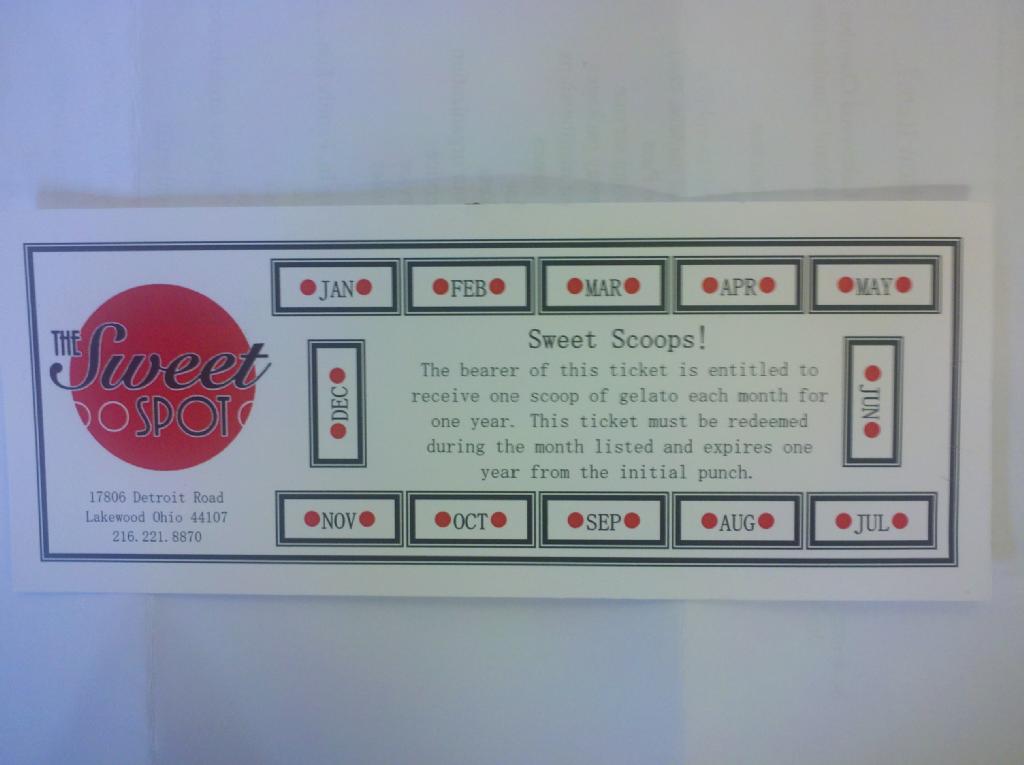 JAN
FEB
MAR
APR
MAY
THE
Sweet
SPOT
17806 Detroit Road
Lakewood Ohio 44107
216.221.8870
DEC
Sweet Scoops!
The bearer of this ticket is entitled to
receive one scoop of gelato each month for
one year. This ticket must be redeemed
during the month listed and expires one
year from the initial punch.
JUN
NOV
OCT
SEP
AUG
JUL